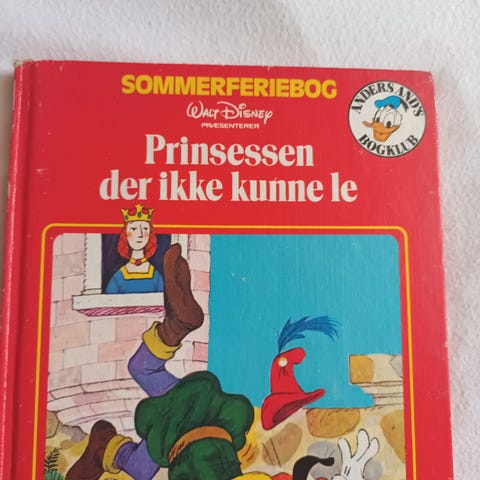 SOMMERFERIEBOG
WALT DISNEY
PRÆSENTERER
ANDERS AND'S
BOGKLUB
Prinsessen
der ikke kunne le